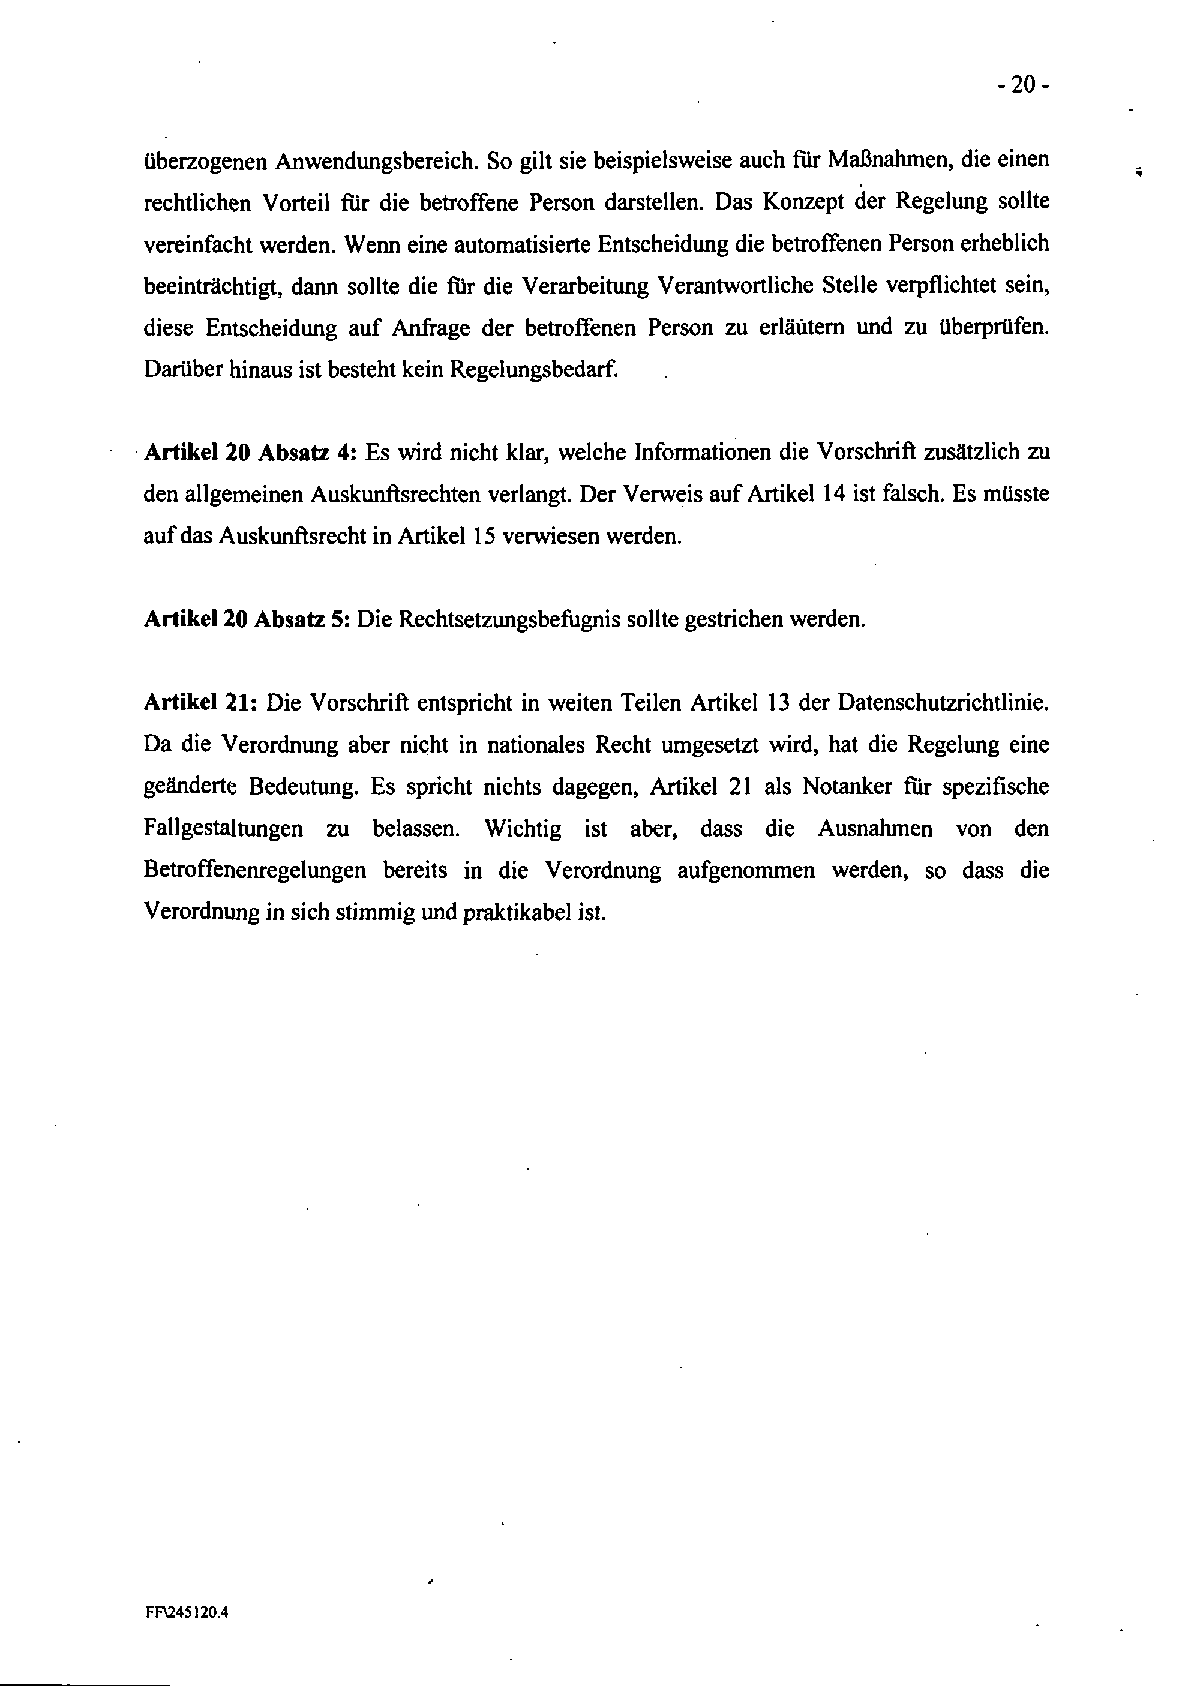 - 20 -
überzogenen Anwendungsbereich. So gilt sie beispielsweise auch für Maßnahmen, die einen
rechtlichen Vorteil für die betroffene Person darstellen. Das Konzept der Regelung sollte
vereinfacht werden. Wenn eine automatisierte Entscheidung die betroffenen Person erheblich
beeinträchtigt, dann sollte die für die Verarbeitung Verantwortliche Stelle verpflichtet sein,
diese Entscheidung auf Anfrage der betroffenen Person zu erläutern und zu überprüfen.
Darüber hinaus ist besteht kein Regelungsbedarf.
Artikel 20 Absatz 4: Es wird nicht klar, welche Informationen die Vorschrift zusätzlich zu
den allgemeinen Auskunftsrechten verlangt. Der Verweis auf Artikel 14 ist falsch. Es müsste
auf das Auskunftsrecht in Artikel 15 verwiesen werden.
Artikel 20 Absatz 5: Die Rechtsetzungsbefugnis sollte gestrichen werden.
Artikel 21: Die Vorschrift entspricht in weiten Teilen Artikel 13 der Datenschutzrichtlinie.
Da die Verordnung aber nicht in nationales Recht umgesetzt wird, hat die Regelung eine
geänderte Bedeutung. Es spricht nichts dagegen, Artikel 21 als Notanker für spezifische
Fallgestaltungen zu belassen. Wichtig ist aber, dass die Ausnahmen von den
Betroffenenregelungen bereits in die Verordnung aufgenommen werden, so dass die
Verordnung in sich stimmig und praktikabel ist.
FF\245120.4